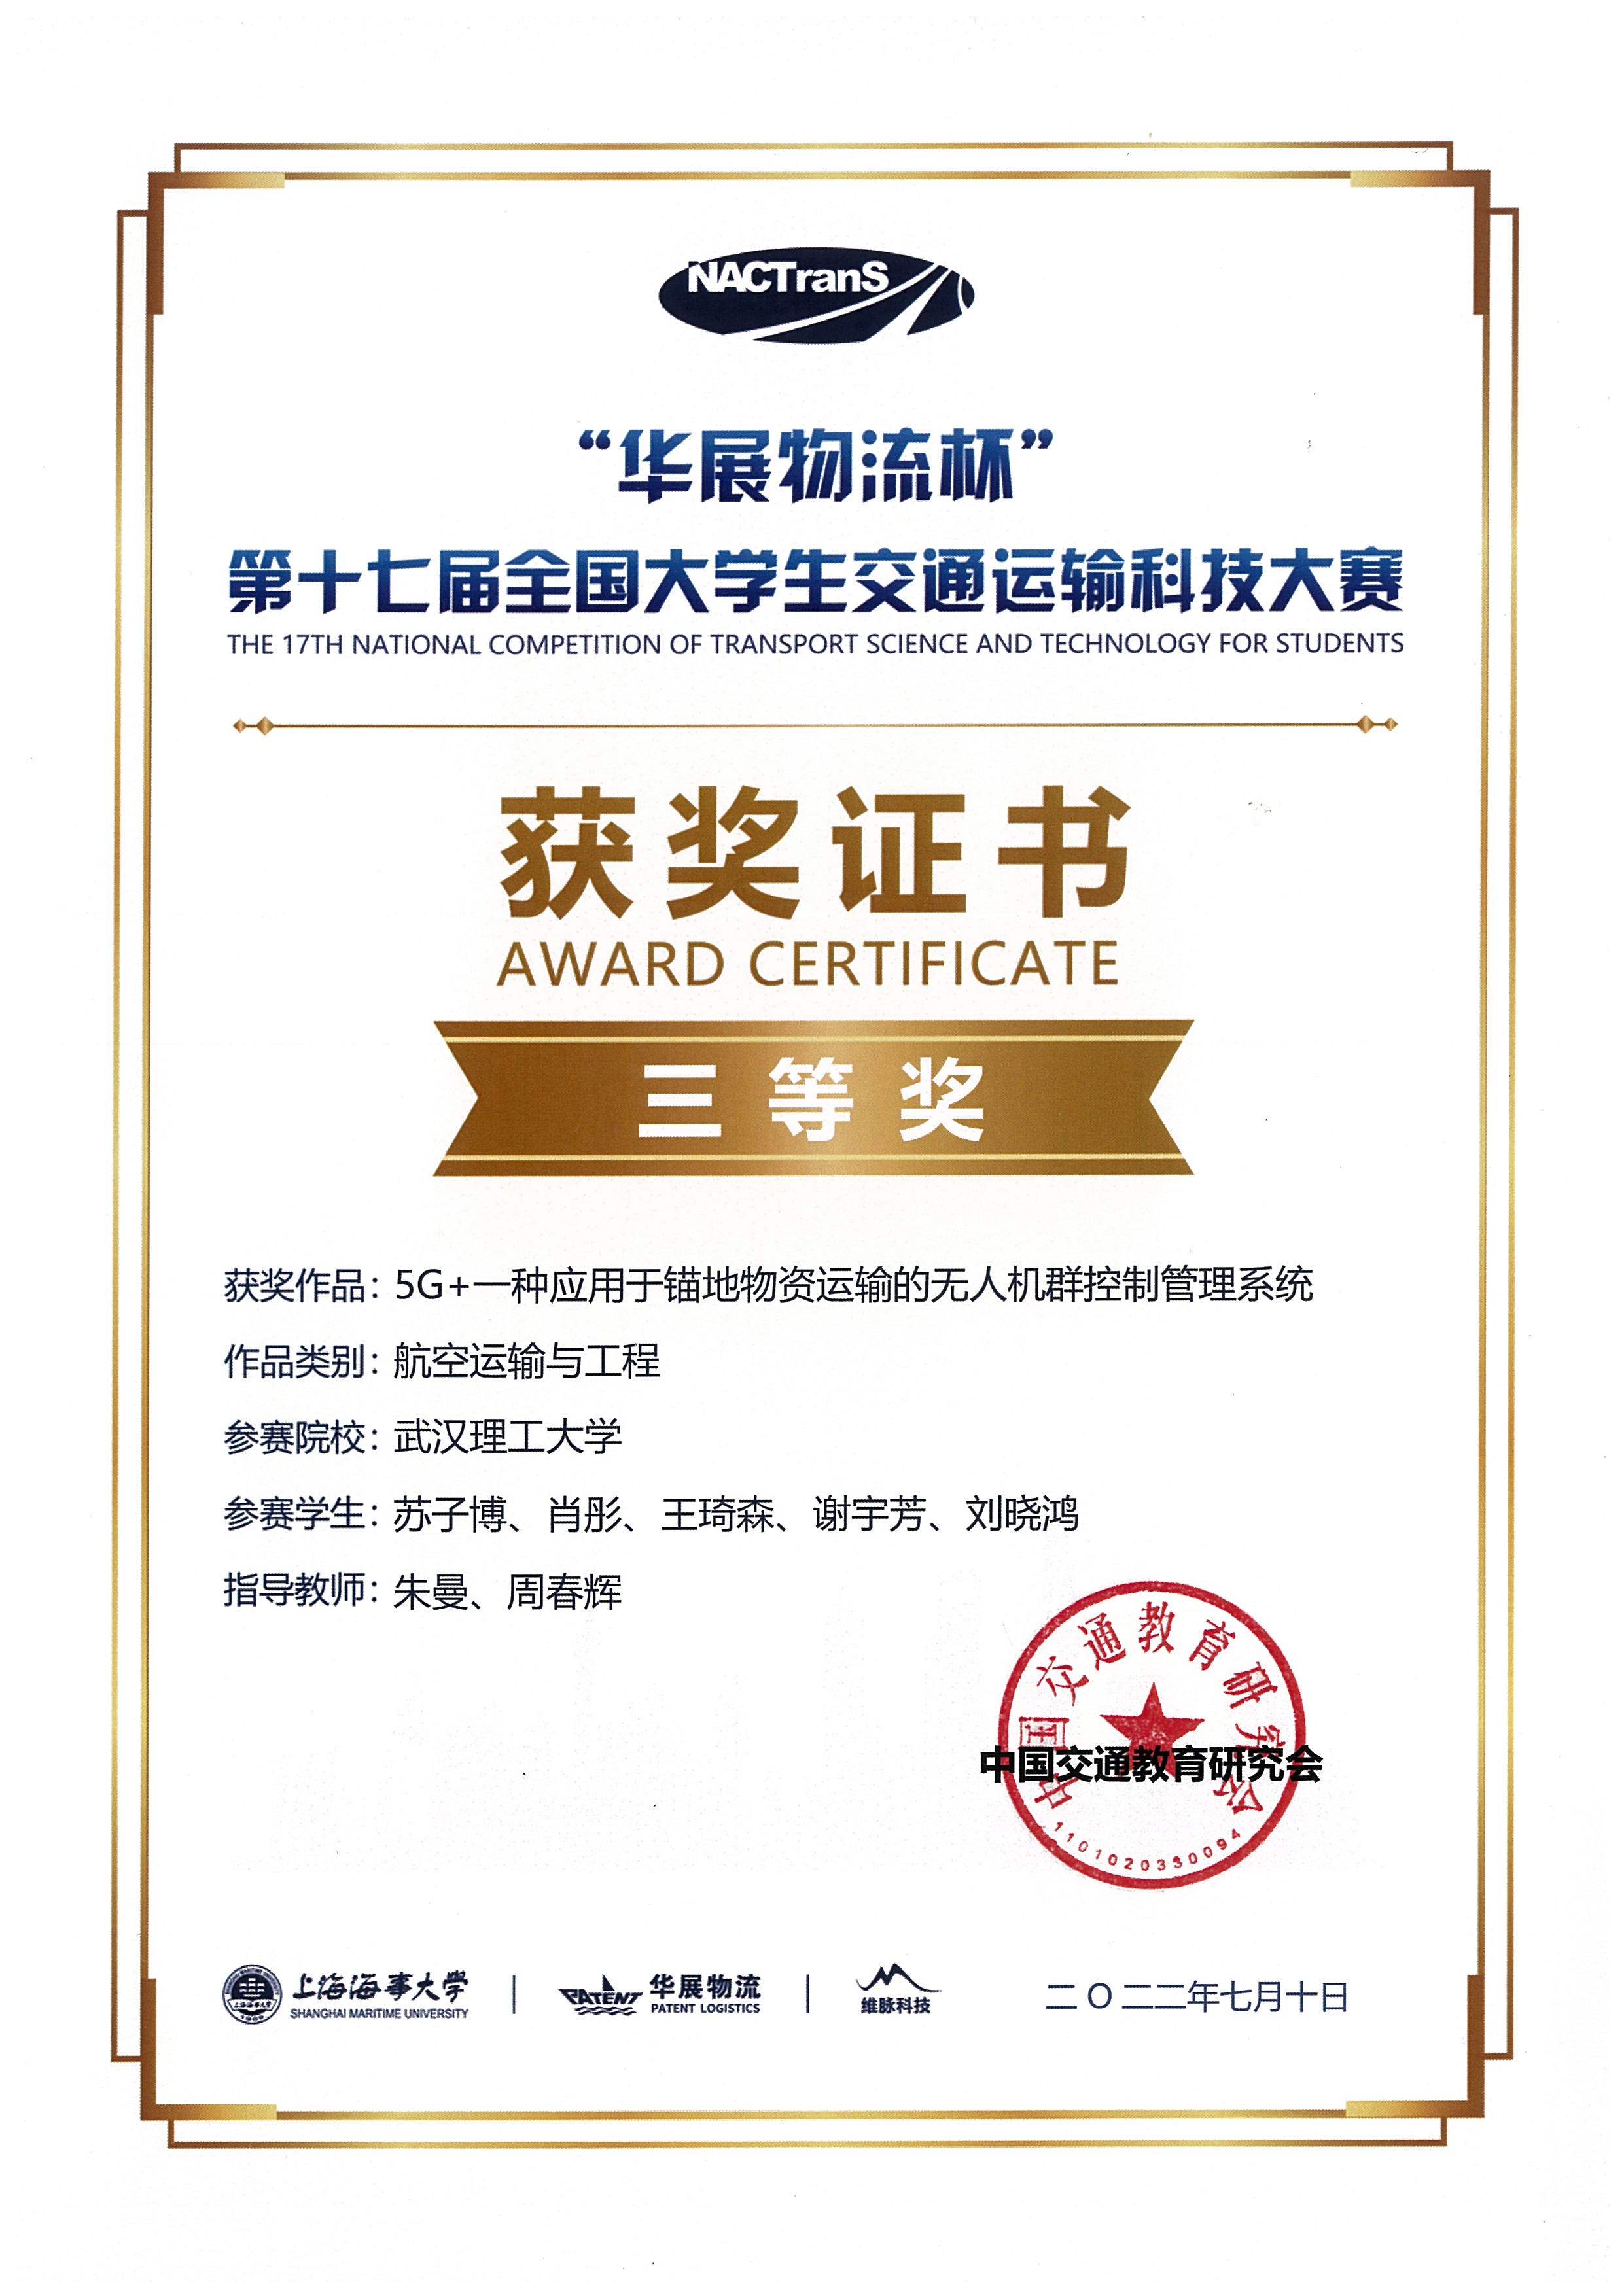 NACTranS
“华展物流杯”
第十七届全国大学生交通运输科技大赛
THE 17TH NATIONAL COMPETITION OF TRANSPORT SCIENCE AND TECHNOLOGY FOR STUDENTS
获奖证书
AWARD CERTIFICATE
三等奖
获奖作品：5G+一种应用于锚地物资运输的无人机群控制管理系统
作品类别：航空运输与工程
参赛院校：武汉理工大学
参赛学生：苏子博、肖彤、王琦森、谢宇芳、刘晓鸿
指导教师：朱曼、周春辉
中国交通教育研究会
中国交通教育研究会
1101020330094
上海海事大学
SHANGHAI MARITIME UNIVERSITY
PATENT
华展物流
PATENT LOGISTICS
维脉科技
二O二二年七月十日